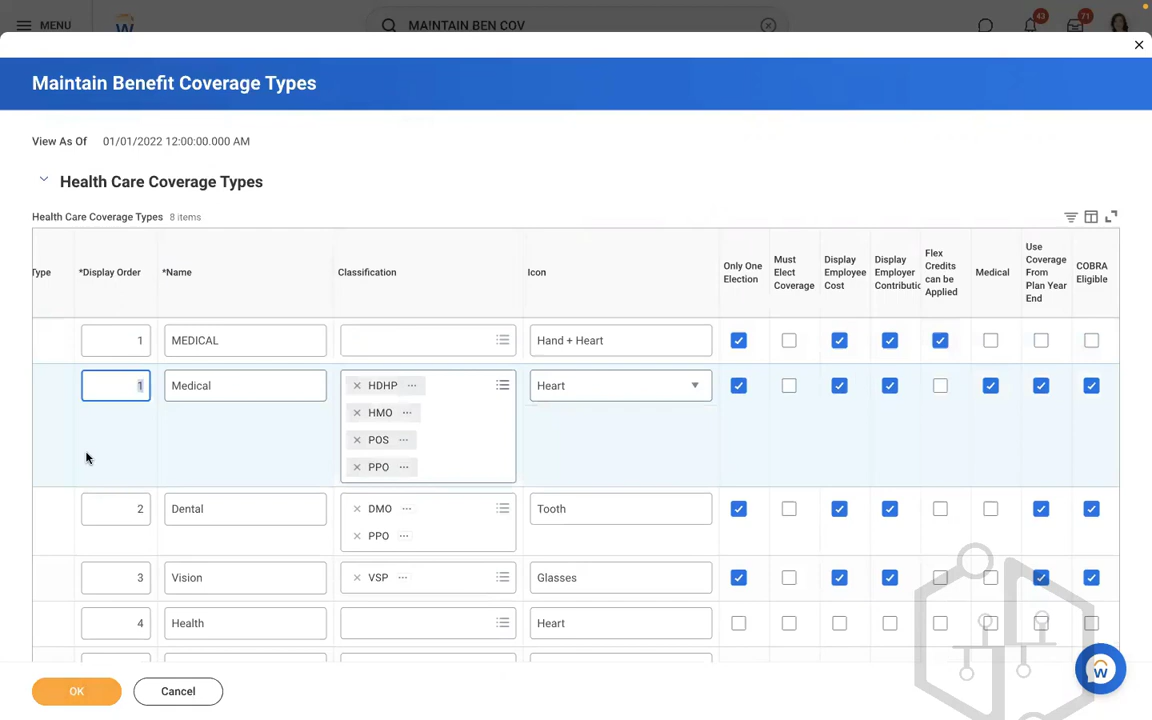 MENU
W
MAINTAIN BEN COV
43
71
Maintain Benefit Coverage Types
View As Of 01/01/2022 12:00:00.000 AM
Health Care Coverage Types
Health Care Coverage Types 8 items
Type *Display Order *Name Classification Icon Only One Election Must Elect Coverage Display Employee Cost Display Employer Contributic Flex Credits can be Applied Medical Use Coverage From Plan Year End COBRA Eligible
1 MEDICAL Hand + Heart
1 Medical HDHP Heart
HMO
POS
PPO
2 Dental DMO Tooth
PPO
3 Vision VSP Glasses
4 Health Heart
OK Cancel
W